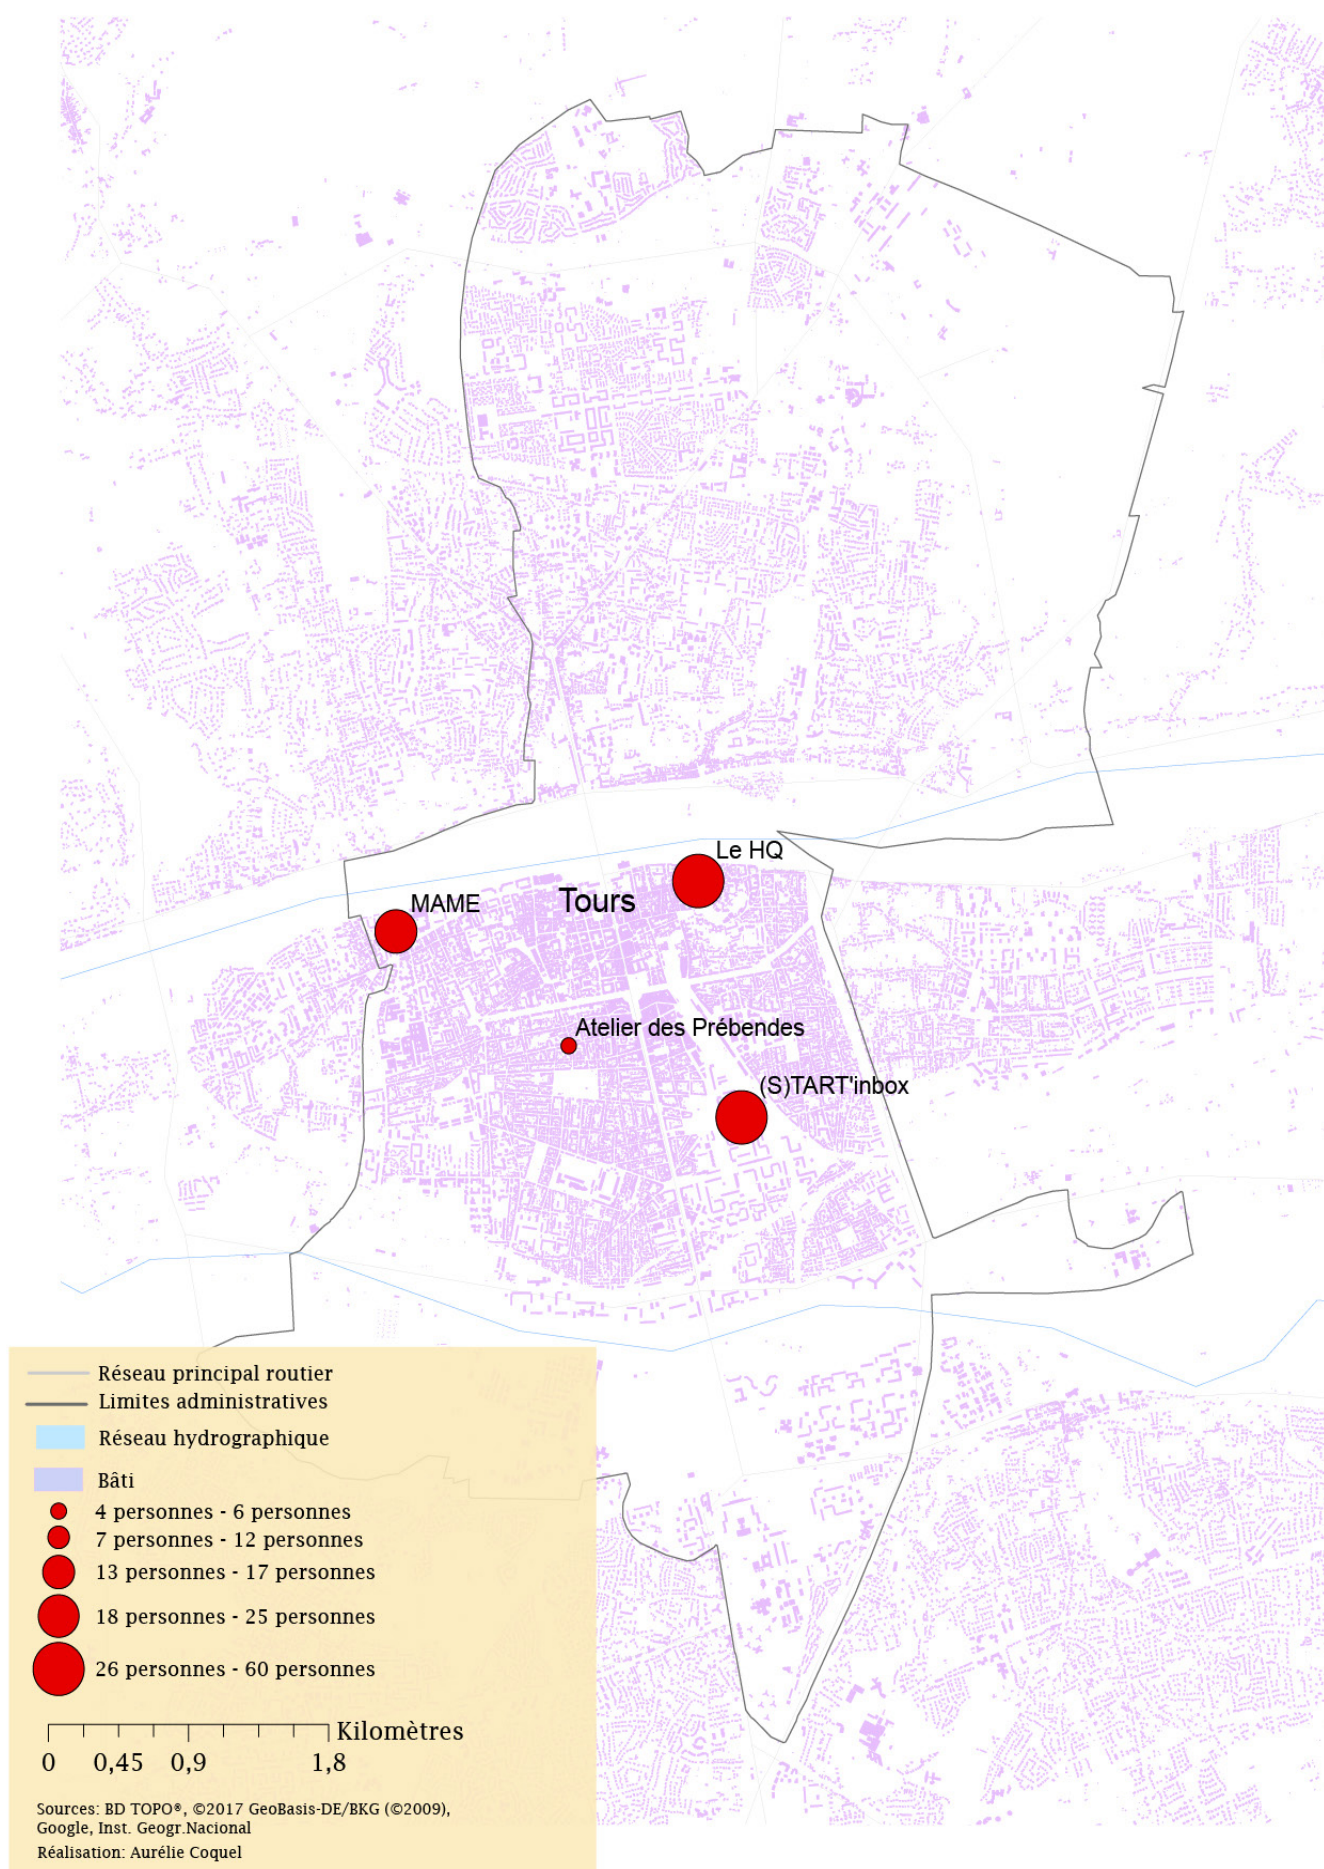 Le HQ
MAME
Tours
Atelier des Prébendes
(S)TART'inbox
Réseau principal routier
Limites administratives
Réseau hydrographique
Bâti
4 personnes - 6 personnes
7 personnes - 12 personnes
13 personnes - 17 personnes
18 personnes - 25 personnes
26 personnes - 60 personnes
Kilomètres
0 0,45 0,9 1,8
Sources: BD TOPO®, ©2017 GeoBasis-DE/BKG (©2009),
Google, Inst. Geogr.Nacional
Réalisation: Aurélie Coquel